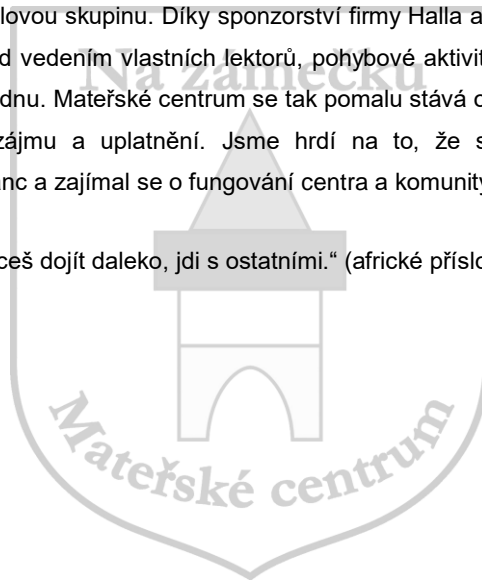 lovou skupinu. Díky sponzorství firmy Halla a
d vedením vlastních lektorů, pohybové aktivit
Na zámečku
dnu. Mateřské centrum se tak pomalu stává o
zájmu a uplatnění. Jsme hrdí na to, že s
anc a zajímal se o fungování centra a komunity
ceš dojít daleko, jdi s ostatními.“ (africké příslo
Mateřské centrum